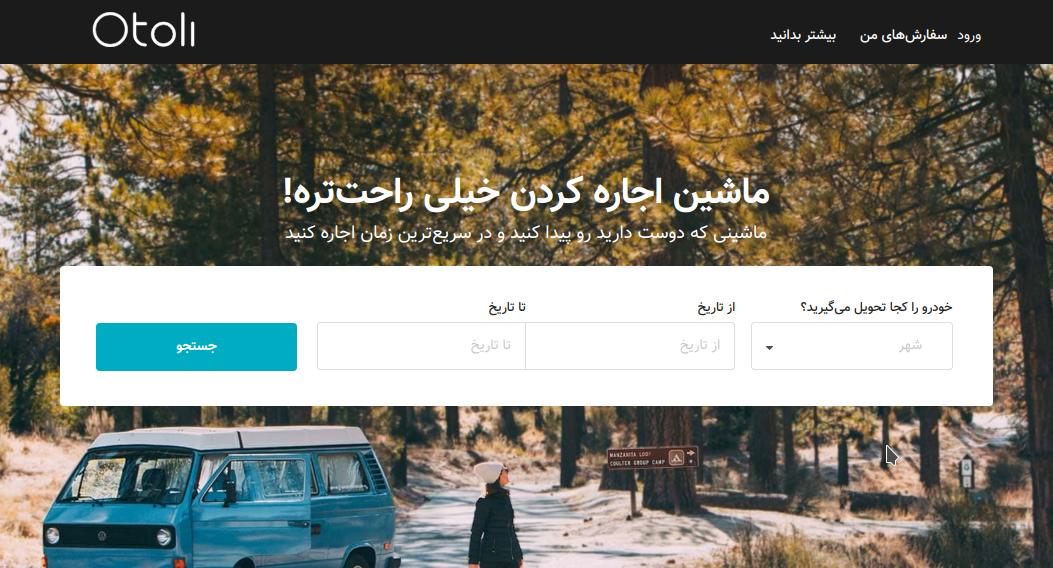 Otoli
ورود سفارش‌های من بیشتر بدانید
ماشین اجاره کردن خیلی راحت‌تره!
ماشینی که دوست دارید رو پیدا کنید و در سریع‌ترین زمان اجاره کنید
خودرو را کجا تحویل می‌گیرید؟ از تاریخ تا تاریخ
شهر از تاریخ تا تاریخ جستجو
MANZANITA LOOP
COULTER GROUP CAMP